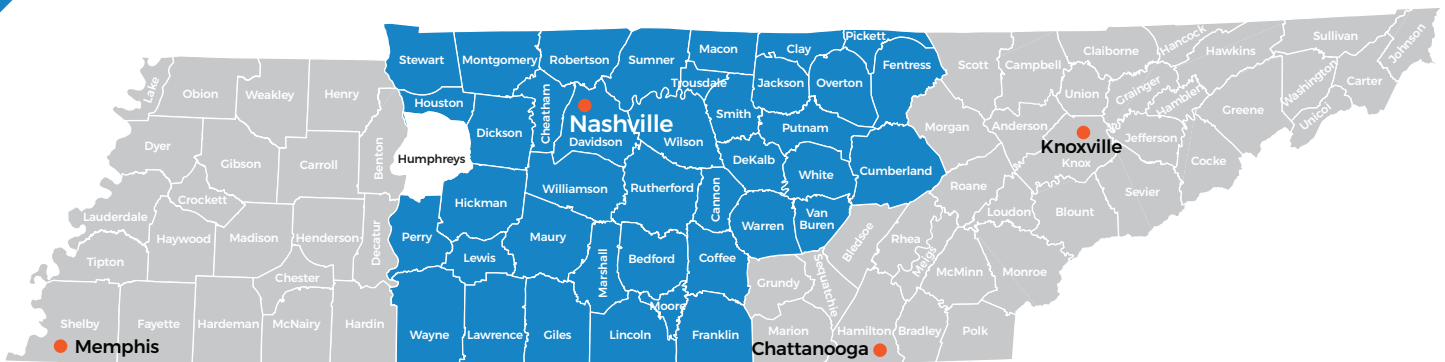 Stewart
Montgomery
Robertson
Sumner
Macon
Clay
Pickett
Fentress
Scott
Campbell
Claiborne
Hancock
Hawkins
Sullivan
Johnson
Lake
Obion
Weakley
Henry
Houston
Cheatham
Trousdale
Jackson
Overton
Union
Grainger
Hamblen
Greene
Washington
Carter
Unicoi
Dickson
Nashville
Davidson
Wilson
Smith
Putnam
Morgan
Anderson
Knoxville
Knox
Jefferson
Cocke
Dyer
Gibson
Carroll
Benton
Humphreys
Williamson
Rutherford
Cannon
DeKalb
White
Cumberland
Roane
Loudon
Blount
Sevier
Lauderdale
Crockett
Haywood
Madison
Henderson
Decatur
Perry
Hickman
Lewis
Maury
Marshall
Bedford
Coffee
Warren
Van
Buren
Bledsoe
Rhea
Meigs
McMinn
Monroe
Tipton
Chester
Moore
Grundy
Sequatchie
Shelby
Fayette
Hardeman
McNairy
Hardin
Wayne
Lawrence
Giles
Lincoln
Franklin
Marion
Hamilton
Bradley
Polk
Memphis
Chattanooga